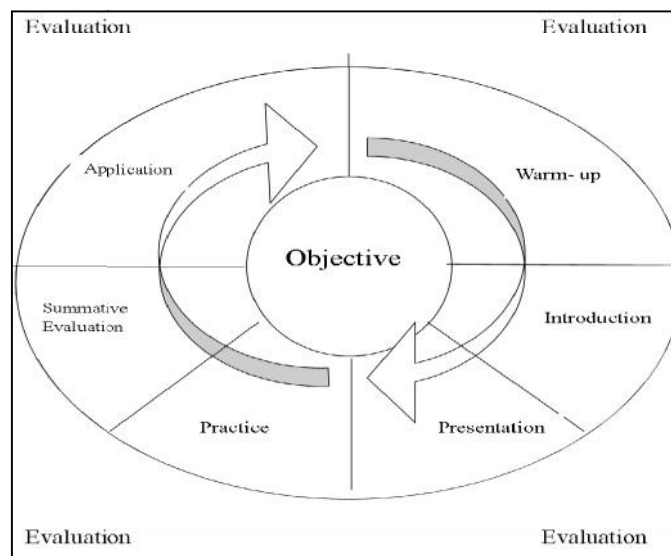 Evaluation
Evaluation
Application
Warm- up
Objective
Summative
Evaluation
Introduction
Practice
Presentation
Evaluation
Evaluation